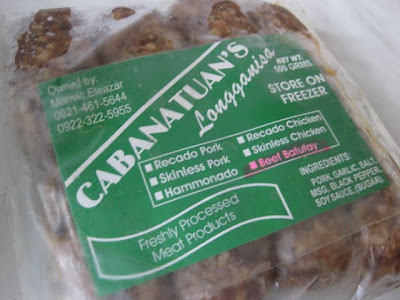 Owned by:
Mernic Eleazar
0921-461-5644
0922-322-5955
CABANATUAN'S
Longganisa
NET WT.
500 GRMS.
STORE ON
FREEZER
Recado Pork
Skinless Pork
Hammonado
Recado Chicken
Skinless Chicken
Beef Batutay
INGREDIENTS:
PORK, GARLIC, SALT,
MSG, BLACK PEPPER,
SOY SAUCE, (SUGAR).
Freshly Processed
Meat Products